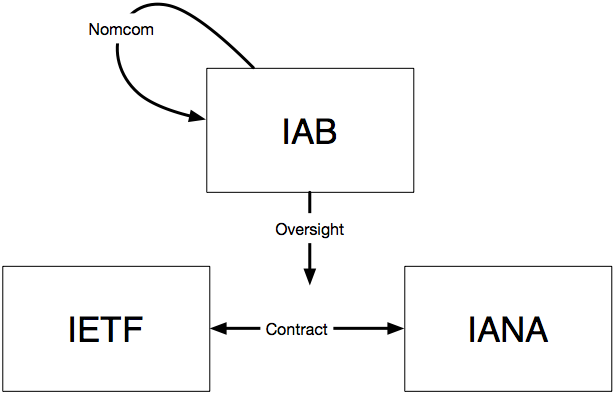 Nomcom
IAB
Oversight
IETF
Contract
IANA